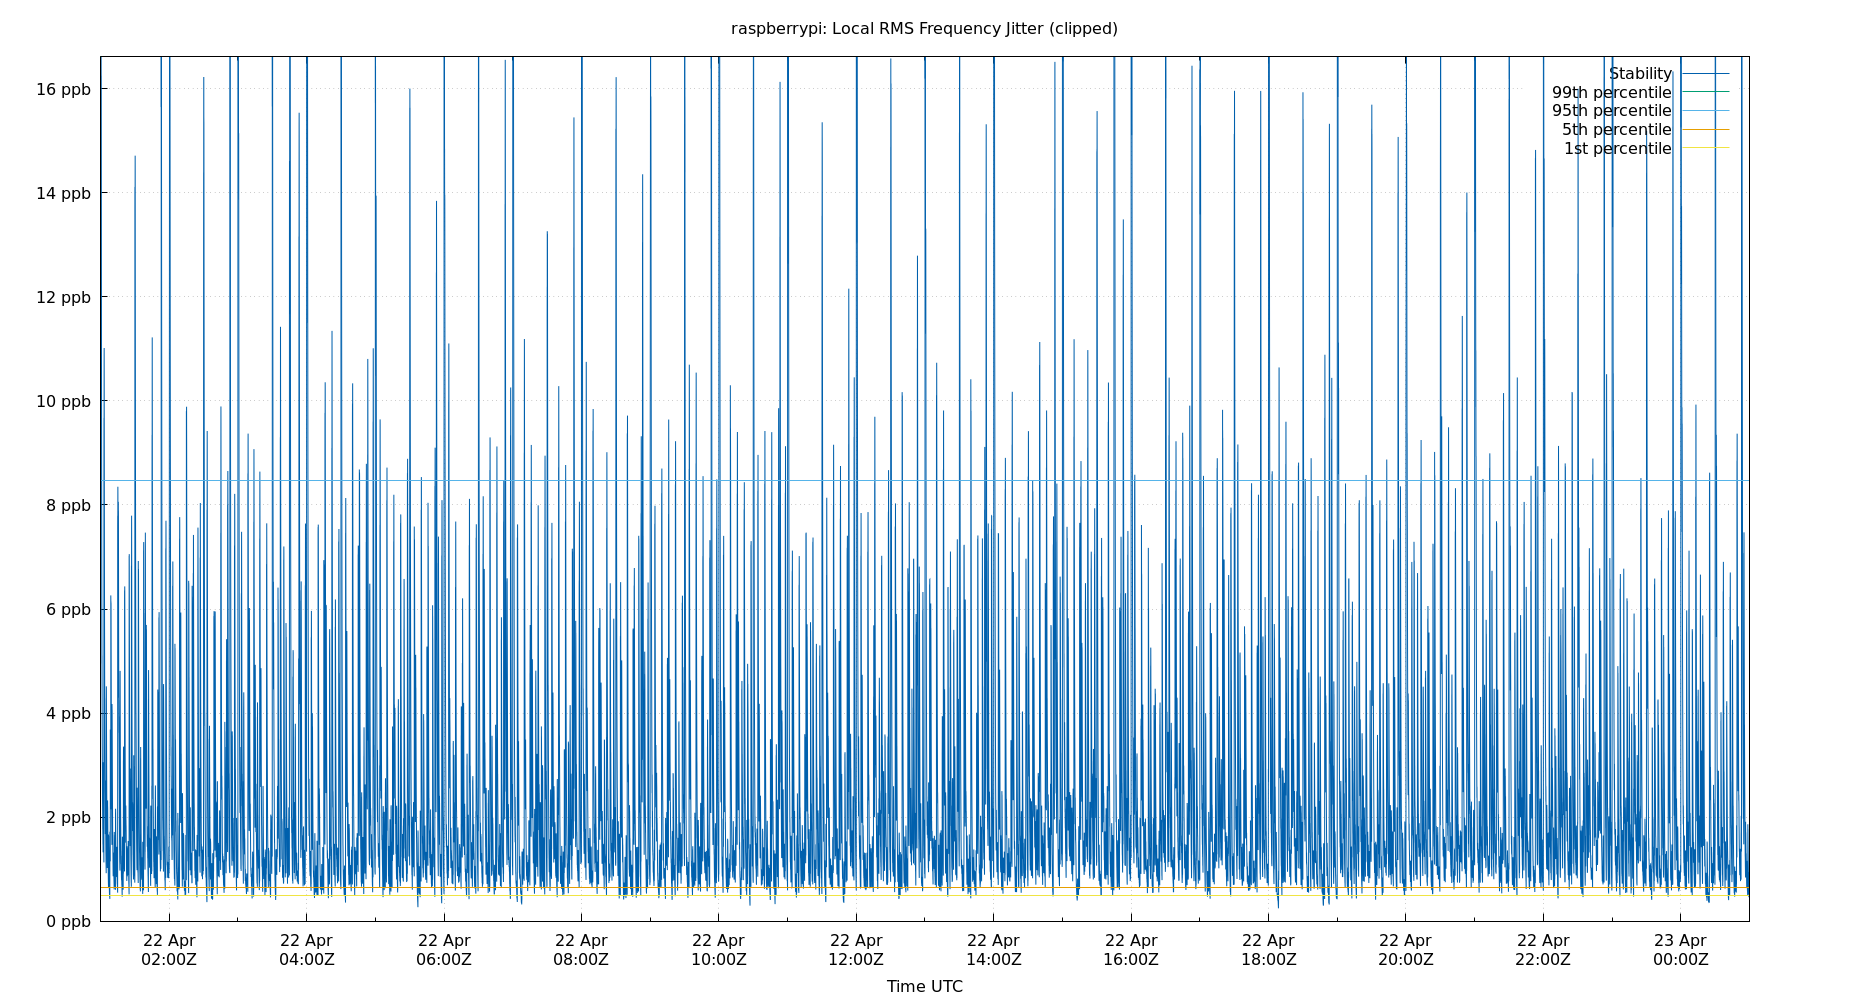 raspberrypi: Local RMS Frequency Jitter (clipped)
16 ppb
14 ppb
12 ppb
10 ppb
8 ppb
6 ppb
4 ppb
2 ppb
0 ppb
Stability
99th percentile
95th percentile
5th percentile
1st percentile
22 Apr 22 Apr 22 Apr 22 Apr 22 Apr 22 Apr 22 Apr 22 Apr 22 Apr 22 Apr 22 Apr 23 Apr
02:00Z 04:00Z 06:00Z 08:00Z 10:00Z 12:00Z 14:00Z 16:00Z 18:00Z 20:00Z 22:00Z 00:00Z
Time UTC